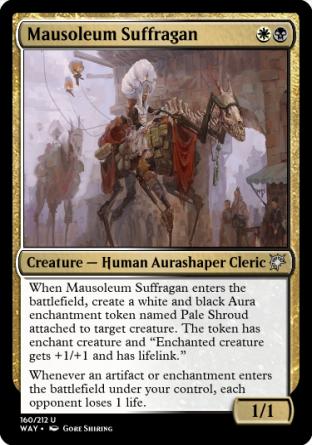 Mausoleum Suffragan
Creature — Human Aurashaper Cleric
When Mausoleum Suffragan enters the
battlefield, create a white and black Aura
enchantment token named Pale Shroud
attached to target creature. The token has
enchant creature and “Enchanted creature
gets +1/+1 and has lifelink.”
Whenever an artifact or enchantment enters
the battlefield under your control, each
opponent loses 1 life.
1/1
160/212 U
WAY • Gore Shiring